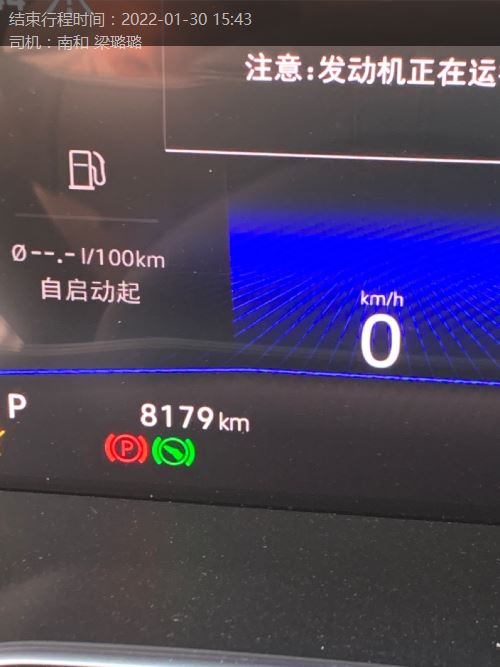 结束行程时间：2022-01-30 15:43
司机：南和 梁璐璐
注意:发动机正在运
Ø--.- l/100km
自启动起
km/h
0
P
8179 km
P